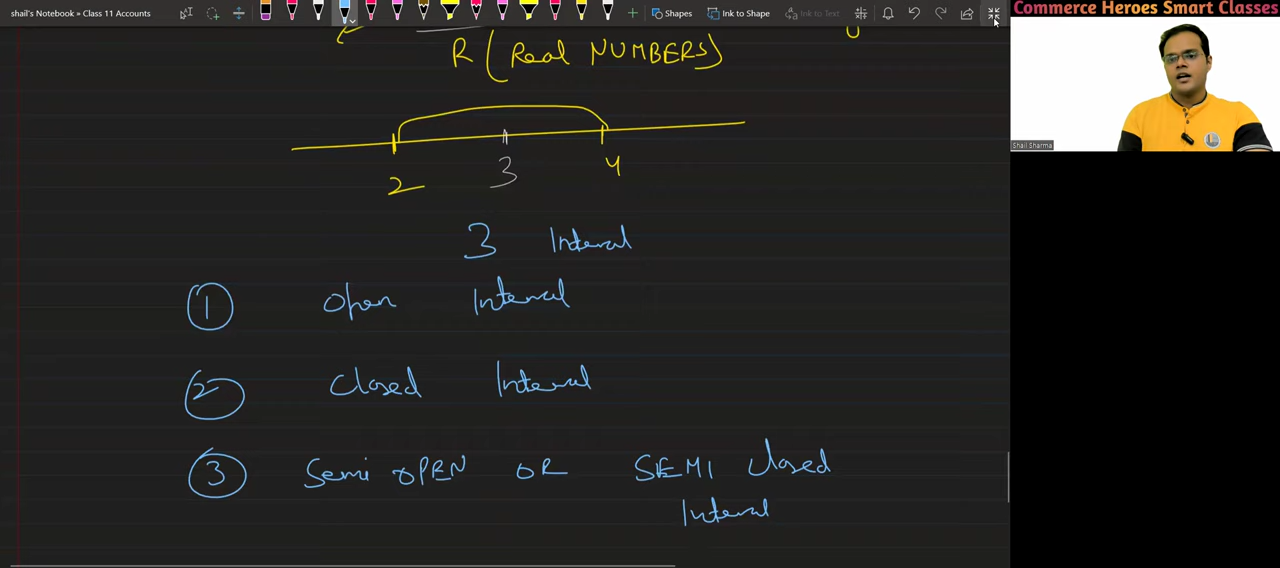 shail's Notebook » Class 11 Accounts
Shapes
Ink to Shape
Ink to Text
Commerce Heroes Smart Classes
R (Real NUMBERS)
2 3 4
3 Interval
1 Open Interval
2 Closed Interval
3 Semi OPEN OR SEMI Closed
Interval
Shail Sharma